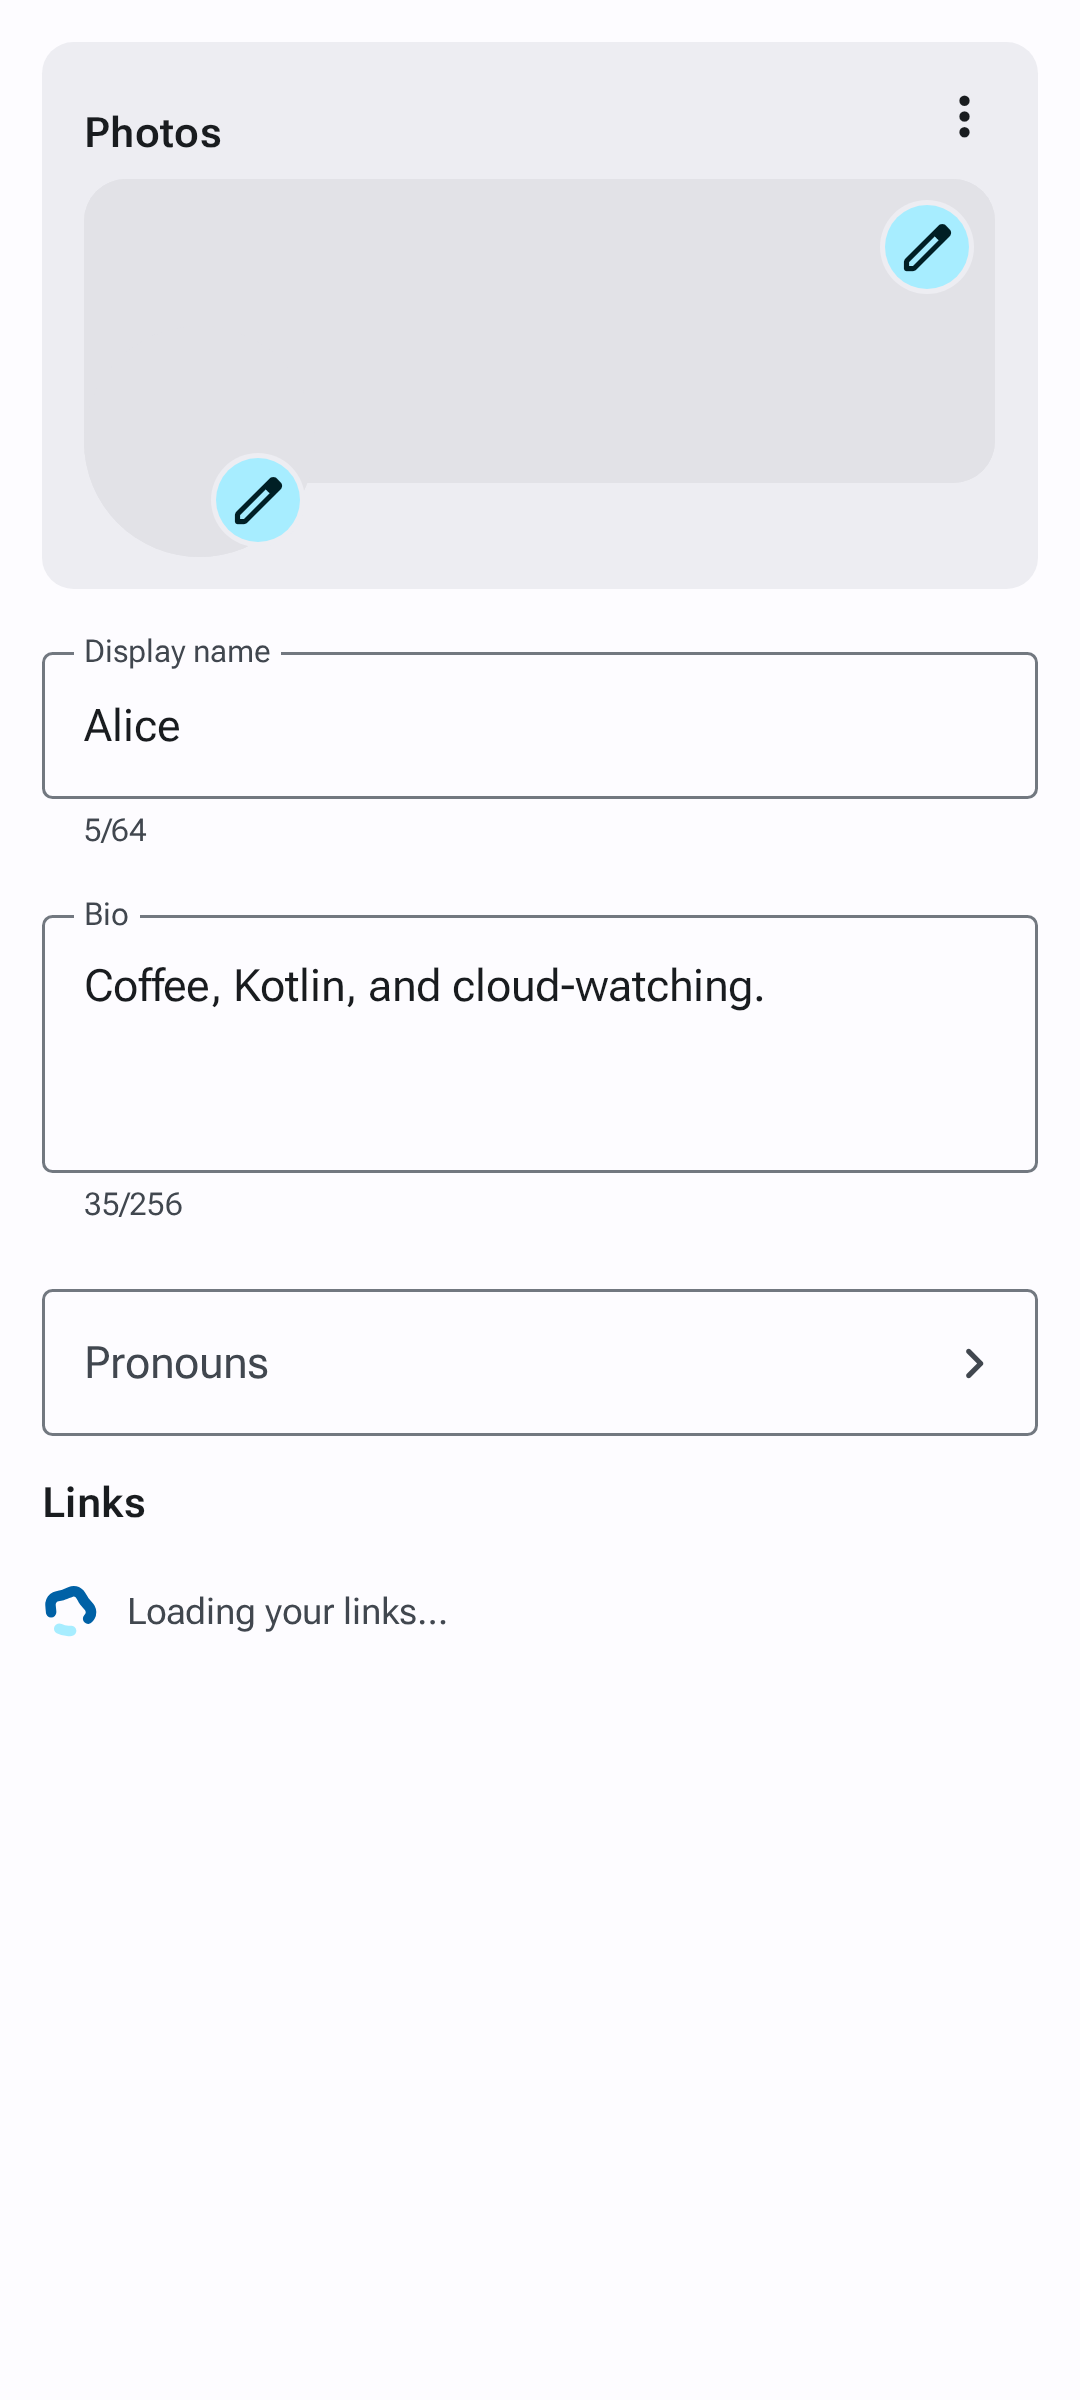 Photos
Display name
Alice
5/64
Bio
Coffee, Kotlin, and cloud-watching.
35/256
Pronouns
Links
Loading your links...